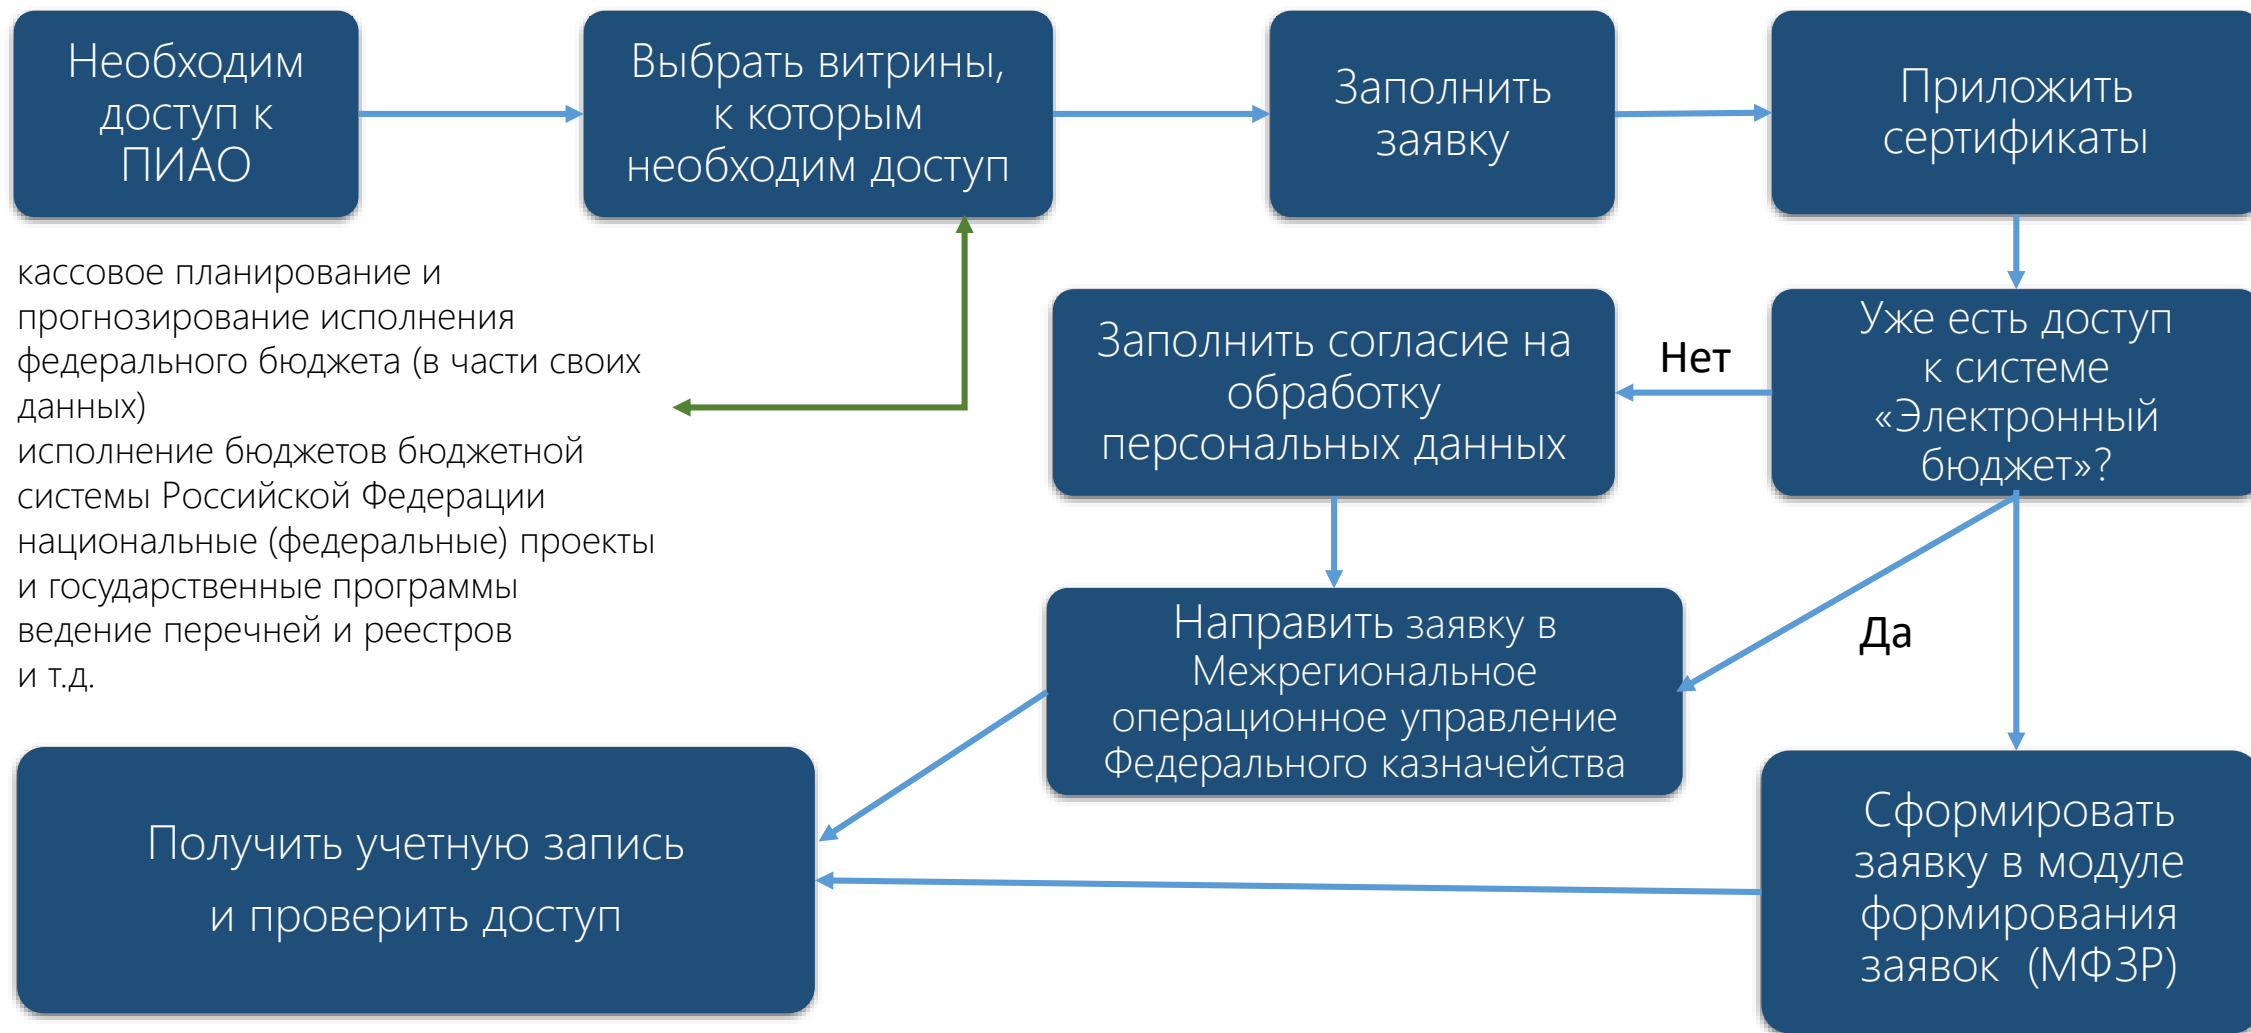 Необходим
доступ к
ПИАО
Выбрать витрины,
к которым
необходим доступ
Заполнить
заявку
Приложить
сертификаты
кассовое планирование и
прогнозирование исполнения
федерального бюджета (в части своих
данных)
исполнение бюджетов бюджетной
системы Российской Федерации
национальные (федеральные) проекты
и государственные программы
ведение перечней и реестров
и т.д.
Заполнить согласие на
обработку
персональных данных
Нет
Уже есть доступ
к системе
«Электронный
бюджет»?
Направить заявку в
Межрегиональное
операционное управление
Федерального казначейства
Да
Получить учетную запись
и проверить доступ
Сформировать
заявку в модуле
формирования
заявок (МФЗР)